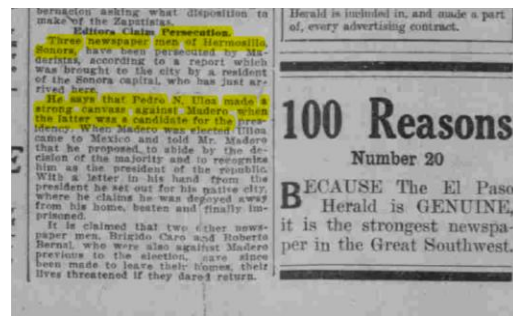 bernacion asking what disposition to
make of the Zapatistas.
Editors Claim Persecution.
Three newspaper men of Hermosillo,
Sonora, have been persecuted by Ma-
deristas, according to a report which
was brought to the city by a resident
of the Sonora capital, who has just ar-
rived here.
He says that Pedro N. Uloa made a
strong canvass against Madero when
the latter was a candidate for the pres-
idency. When Madero was elected Ulloa
came to Mexico and told Mr. Madero
that he proposed to abide by the de-
cision of the majority and to recognize
him as the president of the republic.
With a letter in his hand from the
president he set out for his native city,
where he claims he was decoyed away
from his home, beaten and finally im-
prisoned.
It is claimed that two other news-
paper men, Brigido Caro and Roberto
Bernal, who were also against Madero
previous to the election, have since
been made to leave their homes, their
lives threatened if they dared return.
Herald is included in, and made a part
of, every advertising contract.
100 Reasons
Number 20
BECAUSE The El Paso
Herald is GENUINE,
it is the strongest newspa-
per in the Great Southwest.